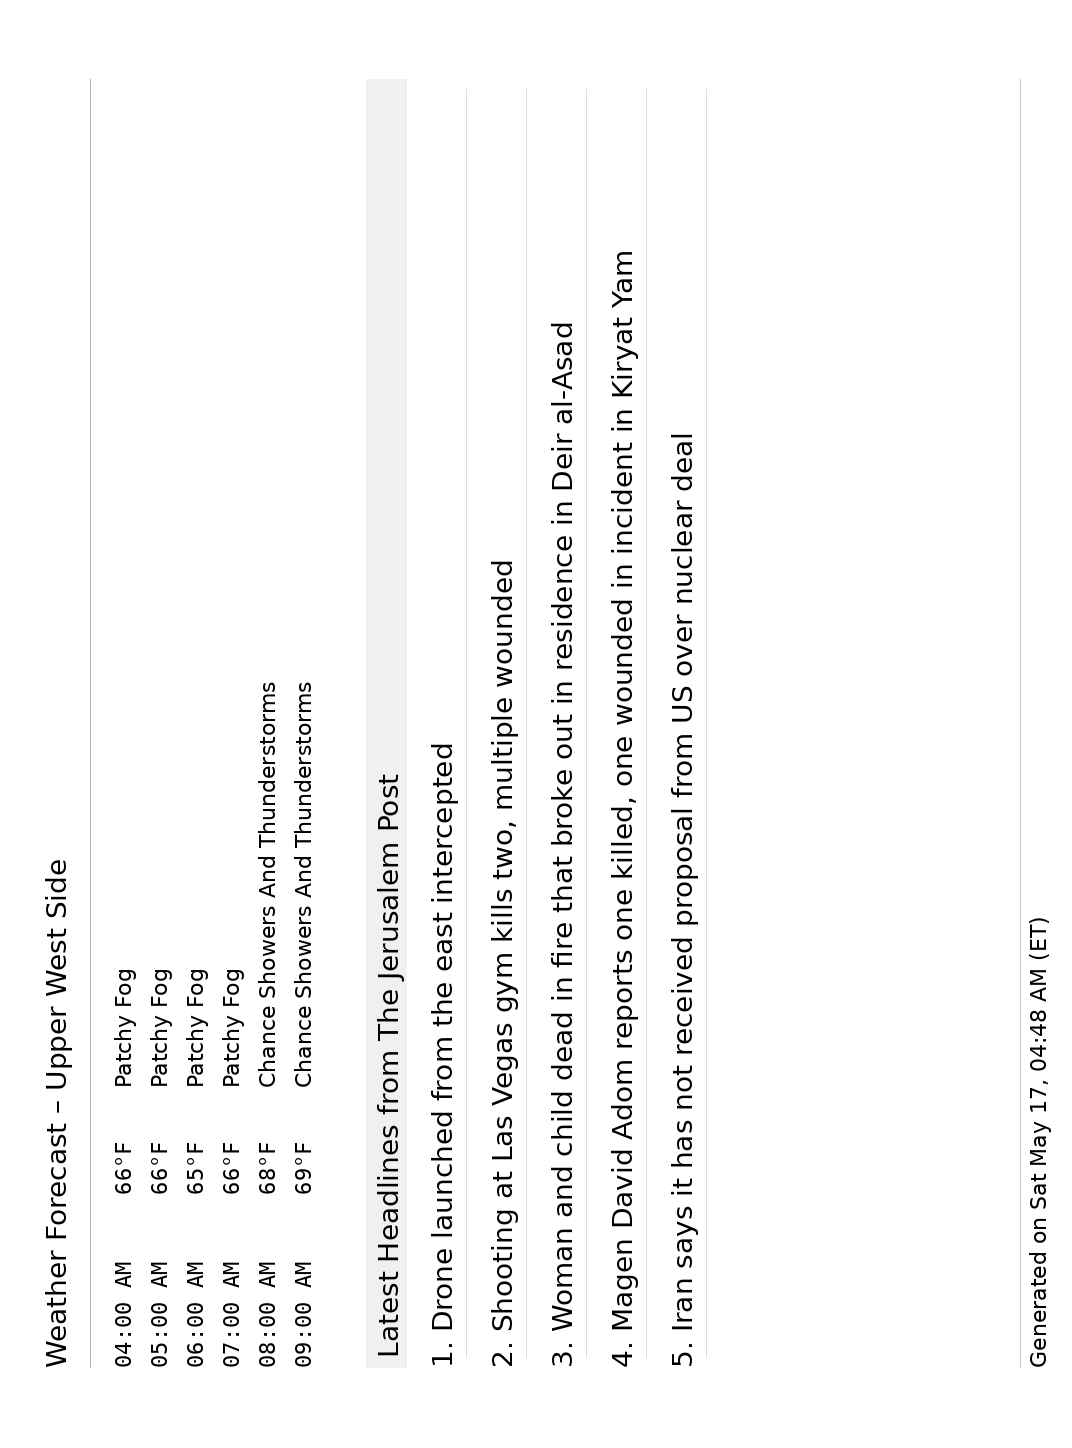 Weather Forecast – Upper West Side
04:00 AM 66°F Patchy Fog
05:00 AM 66°F Patchy Fog
06:00 AM 65°F Patchy Fog
07:00 AM 66°F Patchy Fog
08:00 AM 68°F Chance Showers And Thunderstorms
09:00 AM 69°F Chance Showers And Thunderstorms
Latest Headlines from The Jerusalem Post
1. Drone launched from the east intercepted
2. Shooting at Las Vegas gym kills two, multiple wounded
3. Woman and child dead in fire that broke out in residence in Deir al-Asad
4. Magen David Adom reports one killed, one wounded in incident in Kiryat Yam
5. Iran says it has not received proposal from US over nuclear deal
Generated on Sat May 17, 04:48 AM (ET)